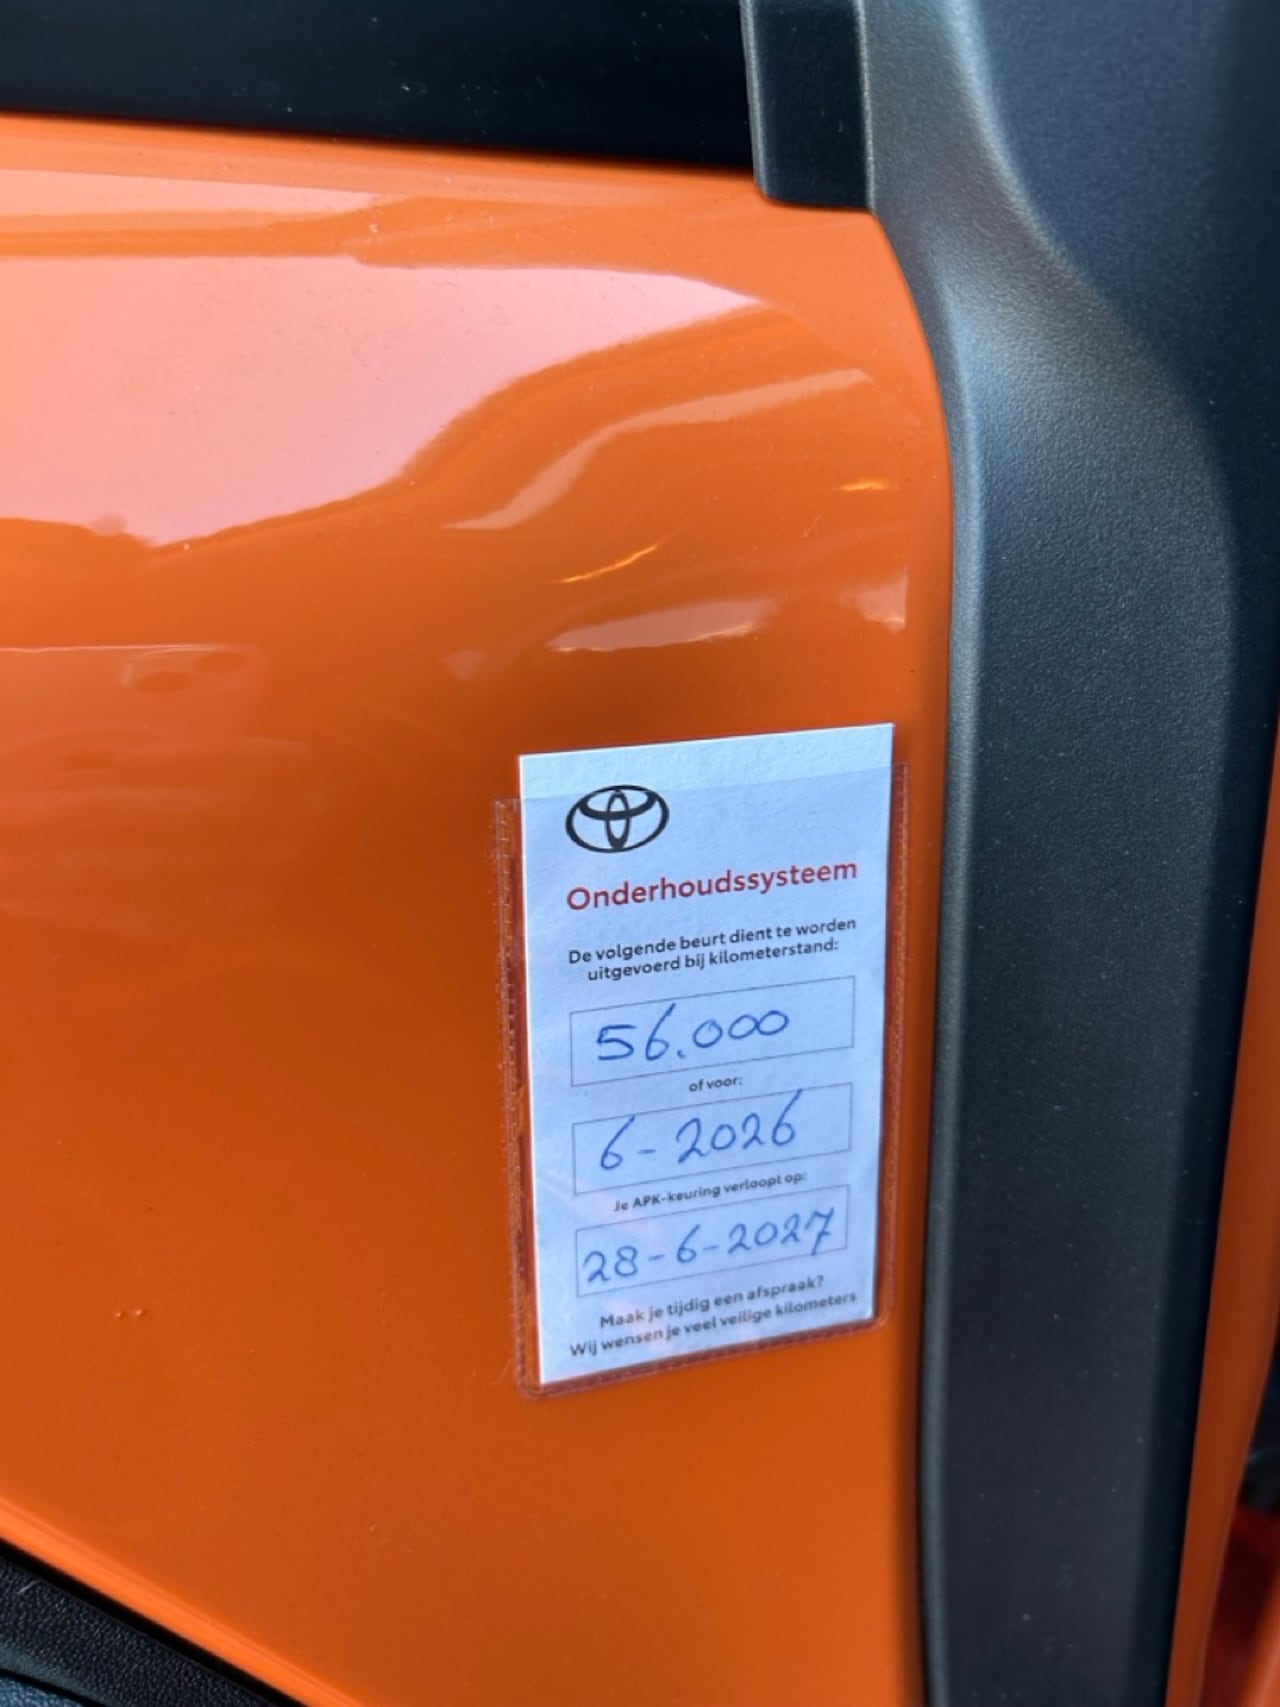 Onderhoudssysteem
De volgende beurt dient te worden
uitgevoerd bij kilometerstand:
56.000
of voor:
6-2026
Je APK-keuring verloopt op:
28-6-2027
Maak je tijdig een afspraak?
Wij wensen je veel veilige kilometers